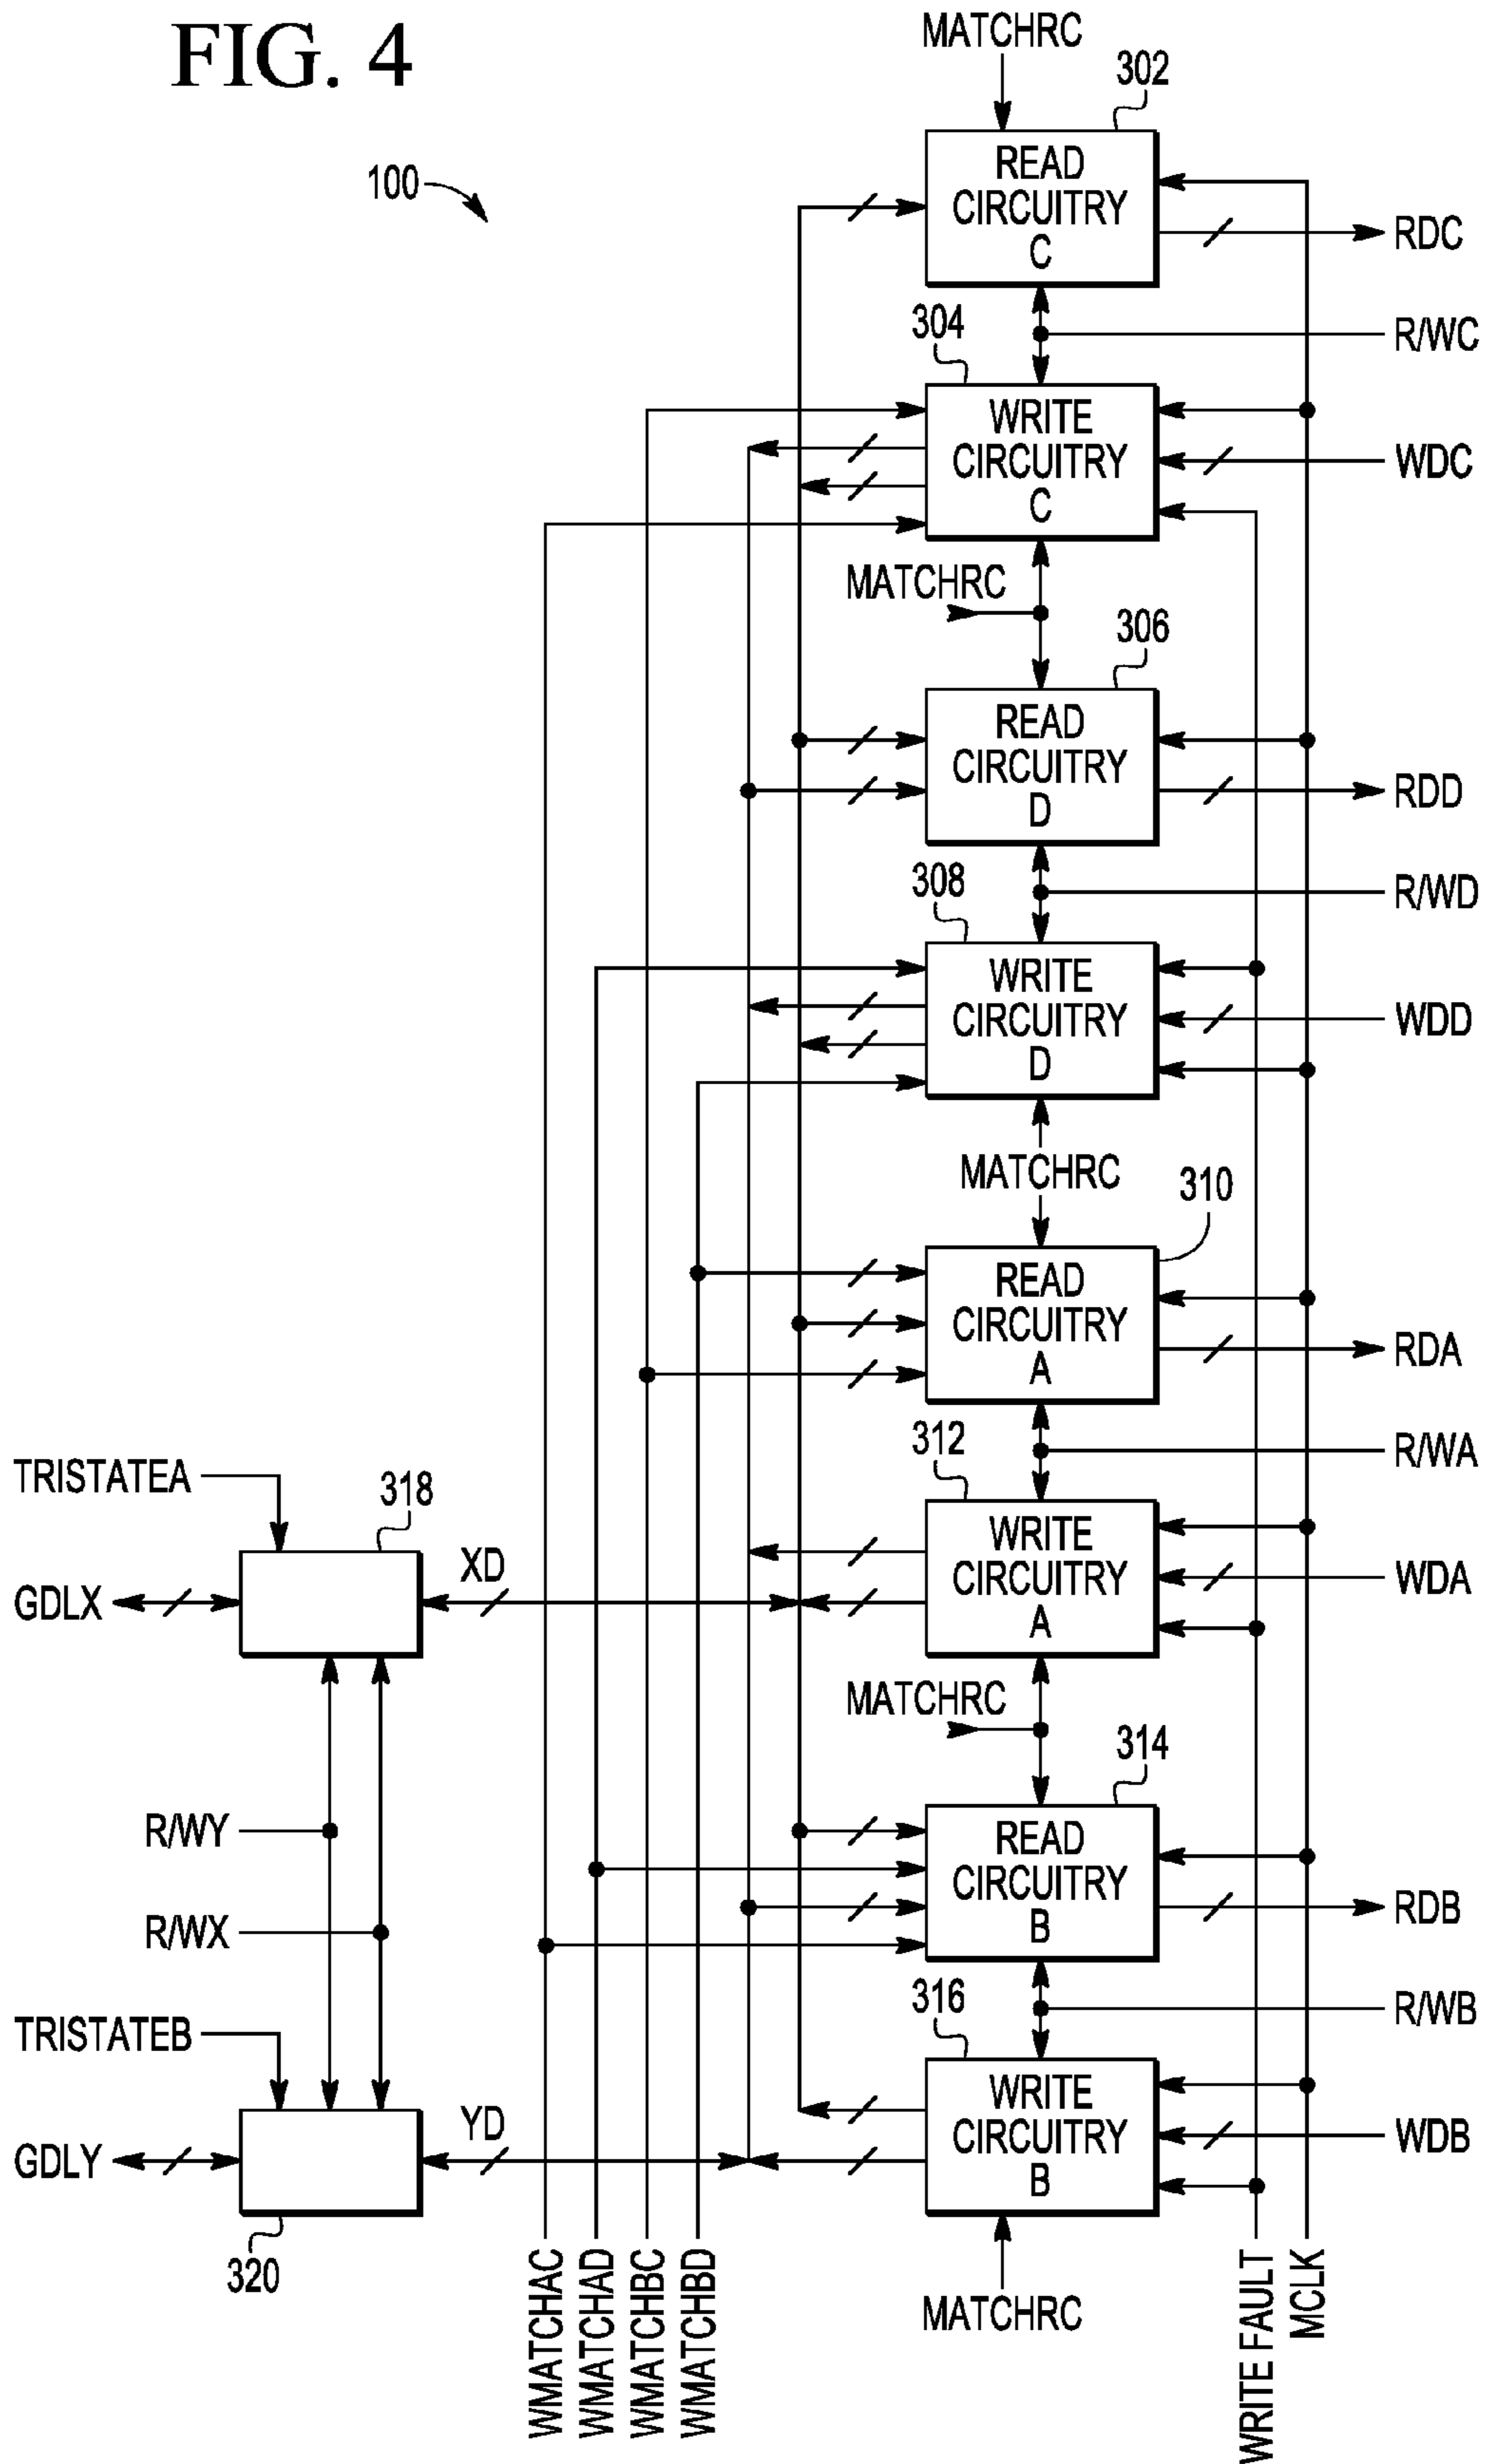 FIG. 4
MATCHRC
302
100
READ
CIRCUITRY
C
RDC
304
R/WC
WRITE
CIRCUITRY
C
WDC
MATCHRC
306
READ
CIRCUITRY
D
RDD
308
R/WD
WRITE
CIRCUITRY
D
WDD
MATCHRC
310
READ
CIRCUITRY
A
RDA
312
R/WA
TRISTATEA
318
WRITE
CIRCUITRY
A
WDA
XD
GDLX
MATCHRC
314
R/WY
READ
CIRCUITRY
B
RDB
R/WX
316
R/WB
TRISTATEB
WRITE
CIRCUITRY
B
WDB
YD
GDLY
320
WMATCHAC
WMATCHAD
WMATCHBC
WMATCHBD
MATCHRC
WRITE FAULT
MCLK